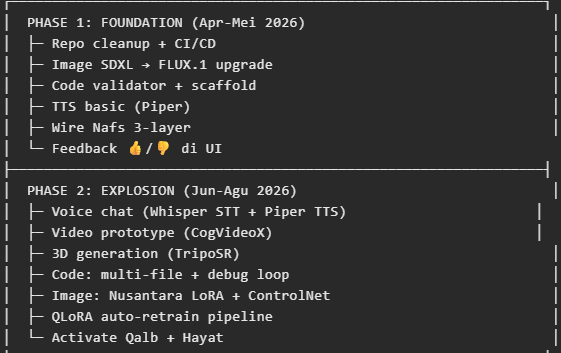 PHASE 1: FOUNDATION (Apr-Mei 2026)
├─ Repo cleanup + CI/CD
├─ Image SDXL → FLUX.1 upgrade
├─ Code validator + scaffold
├─ TTS basic (Piper)
├─ Wire Nafs 3-layer
└─ Feedback 👍/👎 di UI
PHASE 2: EXPLOSION (Jun-Agu 2026)
├─ Voice chat (Whisper STT + Piper TTS)
├─ Video prototype (CogVideoX)
├─ 3D generation (TripoSR)
├─ Code: multi-file + debug loop
├─ Image: Nusantara LoRA + ControlNet
├─ QLoRA auto-retrain pipeline
└─ Activate Qalb + Hayat